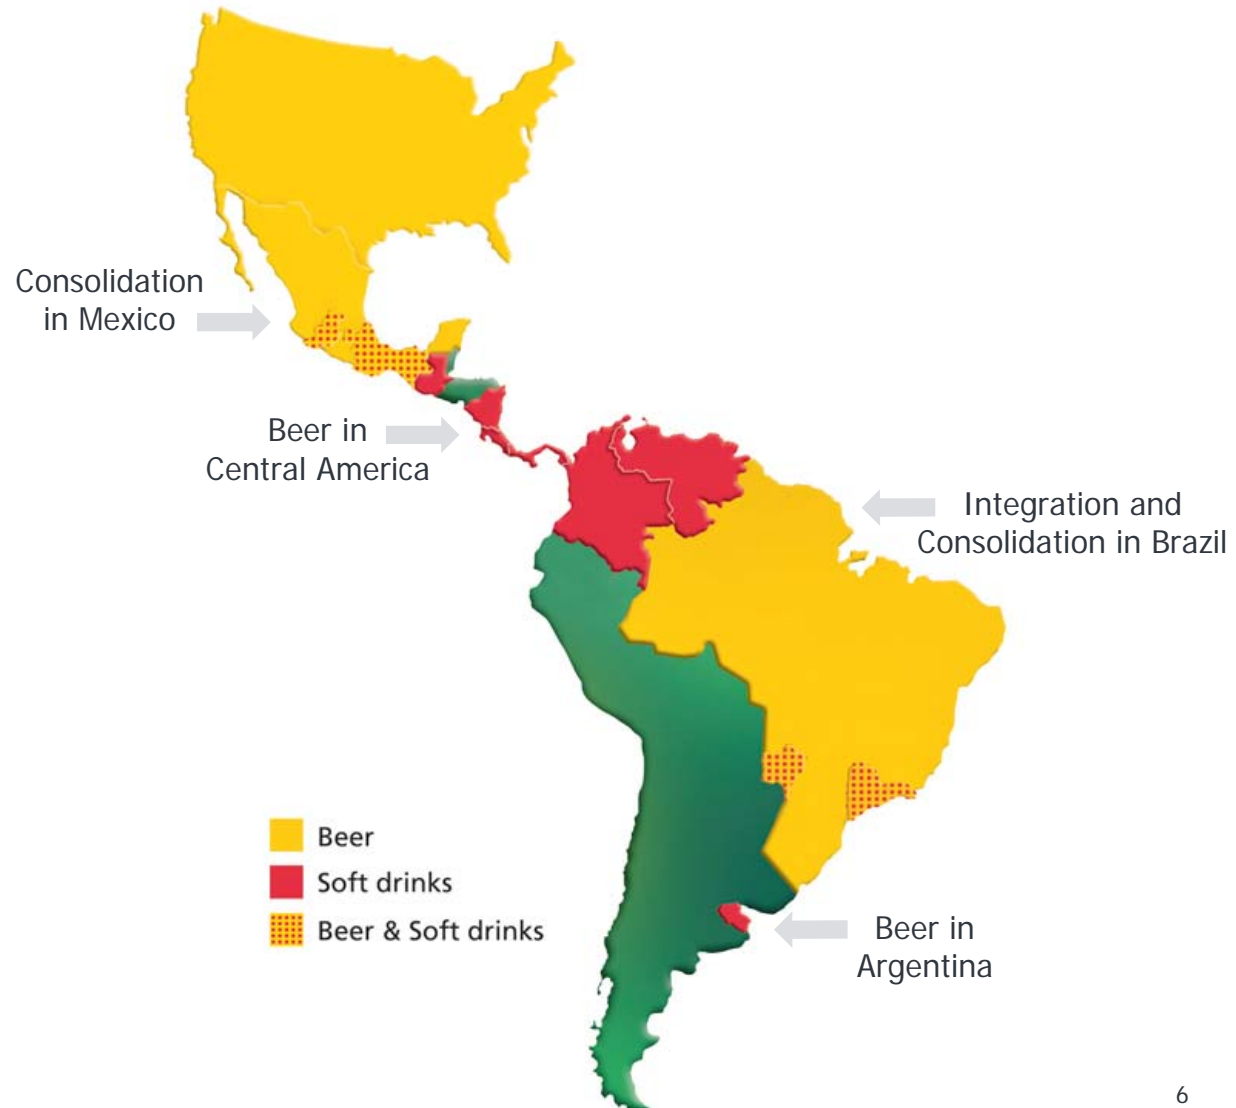 Consolidation
in Mexico
Beer in
Central America
Integration and
Consolidation in Brazil
Beer
Soft drinks
Beer & Soft drinks
Beer in
Argentina
6